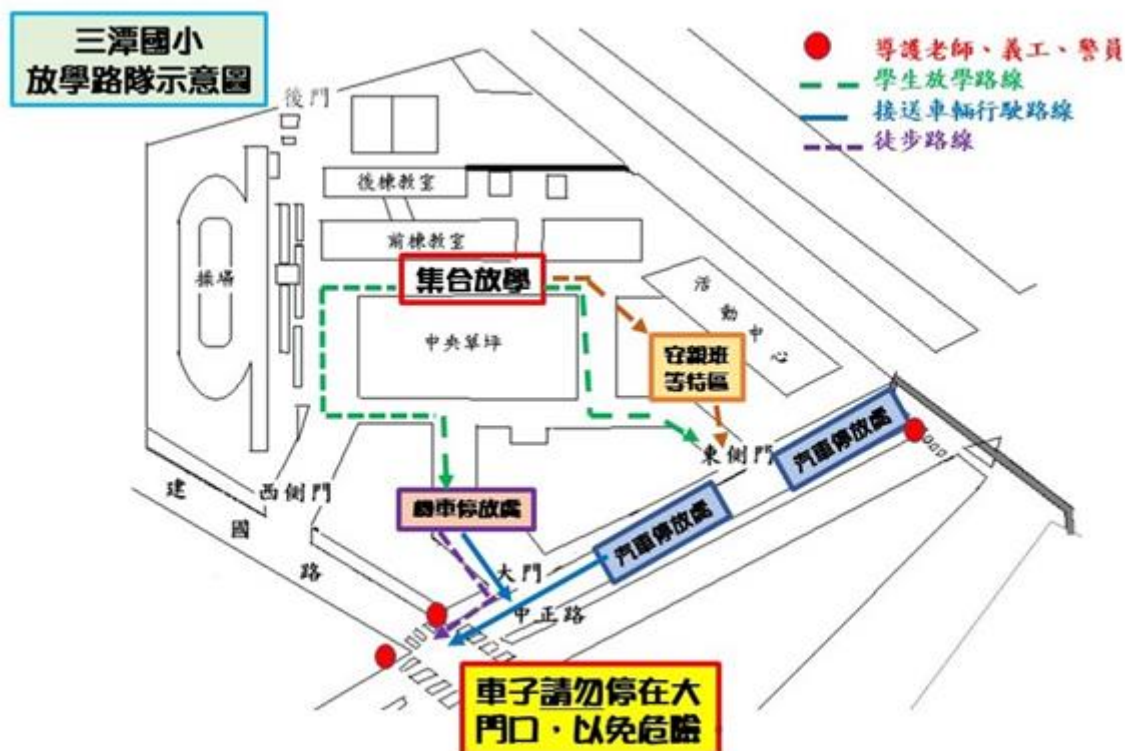 三潭國小
放學路隊示意圖
導護老師、義工、警員
學生放學路線
接送車輛行駛路線
徒步路線
後門
後棟教室
前棟教室
操場
集合放學
活動中心
中央草坪
安親班
等待區
東側門
汽車停放處
西側門
機車停放處
汽車停放處
建國路
大門
中正路
車子請勿停在大
門口‧以免危險